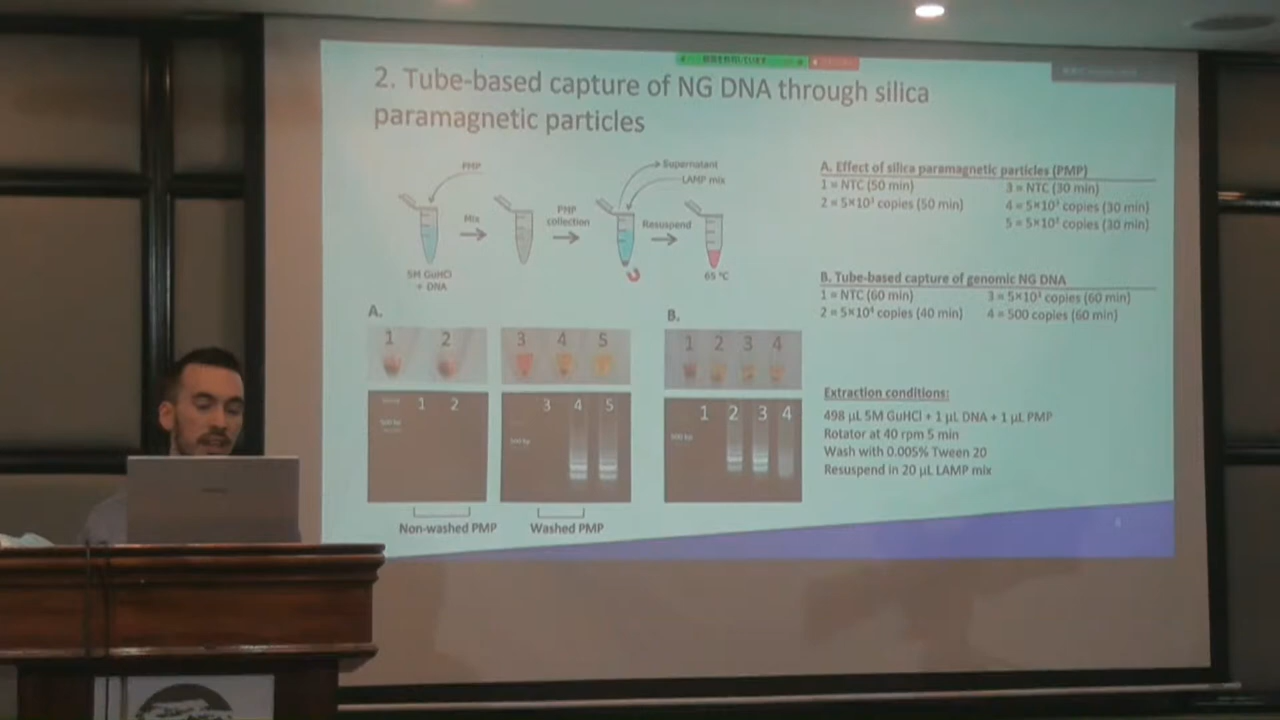 2. Tube-based capture of NG DNA through silica
paramagnetic particles
PMP
Supernatant
LAMP mix
Mix
PMP
collection
Resuspend
5M GuHCl
+ DNA
65 °C
A.
1 2
3 4 5
1 2
3 4 5
500 bp
500 bp
Non-washed PMP
Washed PMP
B.
1 2 3 4
1 2 3 4
500 bp
A. Effect of silica paramagnetic particles (PMP)
1 = NTC (50 min)
2 = 5×10³ copies (50 min)
3 = NTC (30 min)
copies (30 min)
copies (30 min)
B. Tube-based capture of genomic NG DNA
1 = NTC (60 min)
2 = 5×10⁴ copies (40 min)
3 = 5×10³ copies (60 min)
4 = 500 copies (60 min)
Extraction conditions:
498 µL 5M GuHCl + 1 µL DNA + 1 µL PMP
Rotator at 40 rpm 5 min
Wash with 0.005% Tween 20
Resuspend in 20 µL LAMP mix